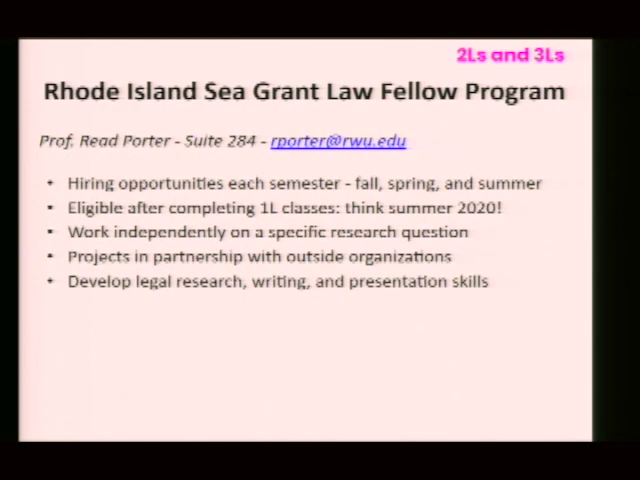 2Ls and 3Ls
Rhode Island Sea Grant Law Fellow Program
Prof. Read Porter - Suite 284 - rporter@rwu.edu
• Hiring opportunities each semester - fall, spring, and summer
• Eligible after completing 1L classes: think summer 2020!
• Work independently on a specific research question
• Projects in partnership with outside organizations
• Develop legal research, writing, and presentation skills